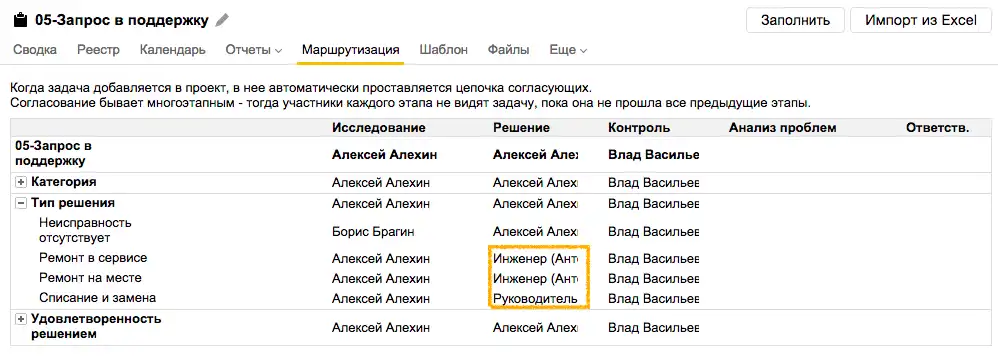 05-Запрос в поддержку
Заполнить Импорт из Excel
Сводка Реестр Календарь Отчеты Маршрутизация Шаблон Файлы Еще
Когда задача добавляется в проект, в нее автоматически проставляется цепочка согласующих.
Согласование бывает многоэтапным - тогда участники каждого этапа не видят задачу, пока она не прошла все предыдущие этапы.
Исследование Решение Контроль Анализ проблем Ответств.
05-Запрос в
поддержку Алексей Алехин Алексей Алех Влад Васильев
Категория Алексей Алехин Алексей Алехи Влад Васильев
Тип решения Алексей Алехин Алексей Алехи Влад Васильев
Неисправность
отсутствует Борис Брагин Алексей Алехи Влад Васильев
Ремонт в сервисе Алексей Алехин Инженер (Анто Влад Васильев
Ремонт на месте Алексей Алехин Инженер (Анто Влад Васильев
Списание и замена Алексей Алехин Руководитель Влад Васильев
Удовлетворенность
решением Алексей Алехин Алексей Алехи Влад Васильев